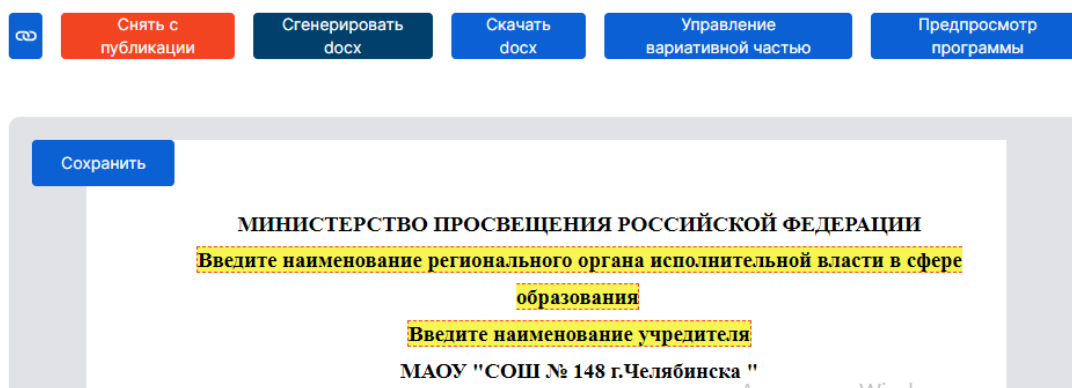 Снять с
публикации
Сгенерировать
docx
Скачать
docx
Управление
вариативной частью
Предпросмотр
программы
Сохранить
МИНИСТЕРСТВО ПРОСВЕЩЕНИЯ РОССИЙСКОЙ ФЕДЕРАЦИИ
Введите наименование регионального органа исполнительной власти в сфере
образования
Введите наименование учредителя
МАОУ "СОШ № 148 г.Челябинска "